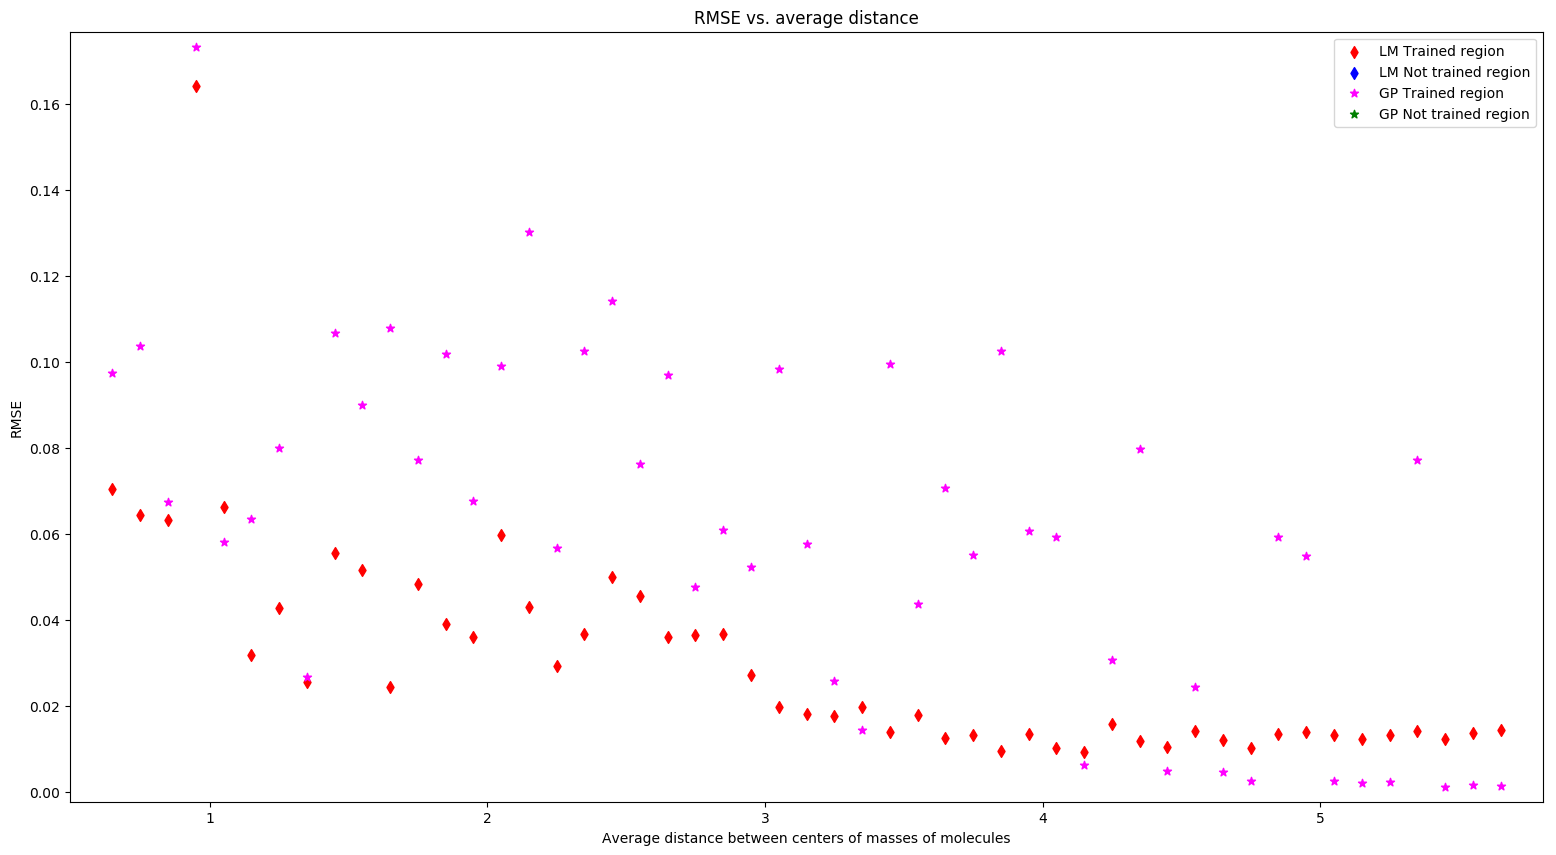 RMSE vs. average distance
LM Trained region
LM Not trained region
GP Trained region
GP Not trained region
0.16
0.14
0.12
0.10
0.08
0.06
0.04
0.02
0.00
RMSE
1 2 3 4 5
Average distance between centers of masses of molecules